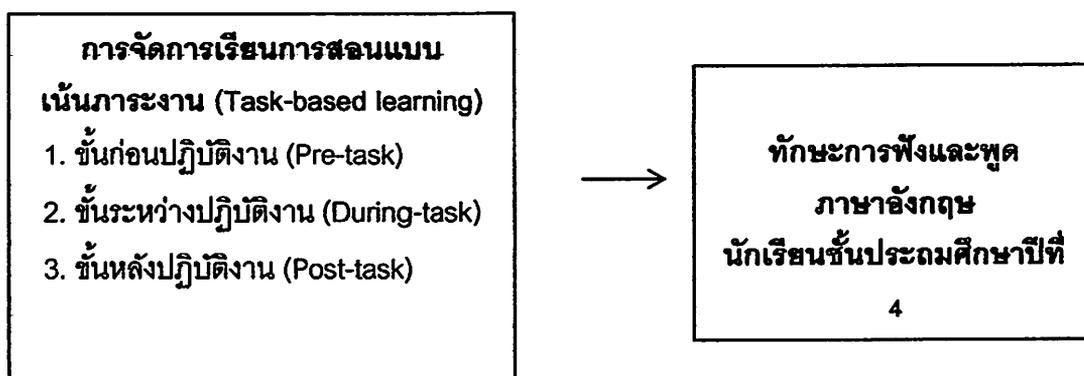 การจัดการเรียนการสอนแบบ
เน้นภาระงาน (Task-based learning)
1. ขั้นก่อนปฏิบัติงาน (Pre-task)
2. ขั้นระหว่างปฏิบัติงาน (During-task)
3. ขั้นหลังปฏิบัติงาน (Post-task)
ทักษะการฟังและพูด
ภาษาอังกฤษ
นักเรียนชั้นประถมศึกษาปีที่
4